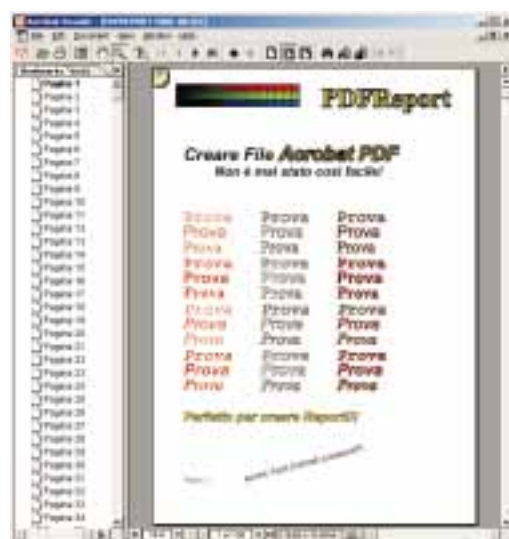 Acrobat Reader
Pagina 1
Pagina 2
Pagina 3
Pagina 4
Pagina 5
Pagina 6
Pagina 7
Pagina 8
Pagina 9
Pagina 10
Pagina 11
Pagina 12
Pagina 13
Pagina 14
Pagina 15
Pagina 16
Pagina 17
Pagina 18
Pagina 19
Pagina 20
Pagina 21
Pagina 22
Pagina 23
Pagina 24
Pagina 25
Pagina 26
Pagina 27
Pagina 28
Pagina 29
Pagina 30
Pagina 31
Pagina 32
Pagina 33
Pagina 34
PDFReport
Creare File Acrobat PDF
Non è mai stato così facile!
Prova Prova Prova
Prova Prova Prova
Prova Prova Prova
Prova Prova Prova
Prova Prova Prova
Prova Prova Prova
Prova Prova Prova
Prova Prova Prova
Prova Prova Prova
Prova Prova Prova
Prova Prova Prova
Prova Prova Prova
Perfetto per creare Report!!!